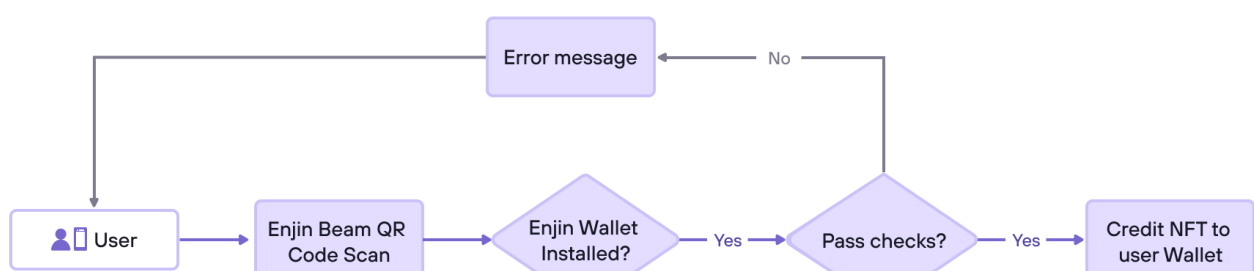 Error message
No
User
Enjin Beam QR
Code Scan
Enjin Wallet
Installed?
Yes
Pass checks?
Yes
Credit NFT to
user Wallet